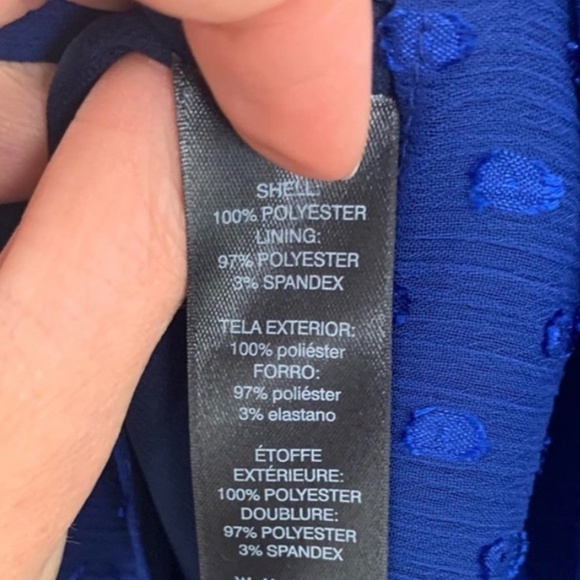 SHELL:
100% POLYESTER
LINING:
97% POLYESTER
3% SPANDEX
TELA EXTERIOR:
100% poliéster
FORRO:
97% poliéster
3% elastano
ÉTOFFE
EXTÉRIEURE:
100% POLYESTER
DOUBLURE:
97% POLYESTER
3% SPANDEX